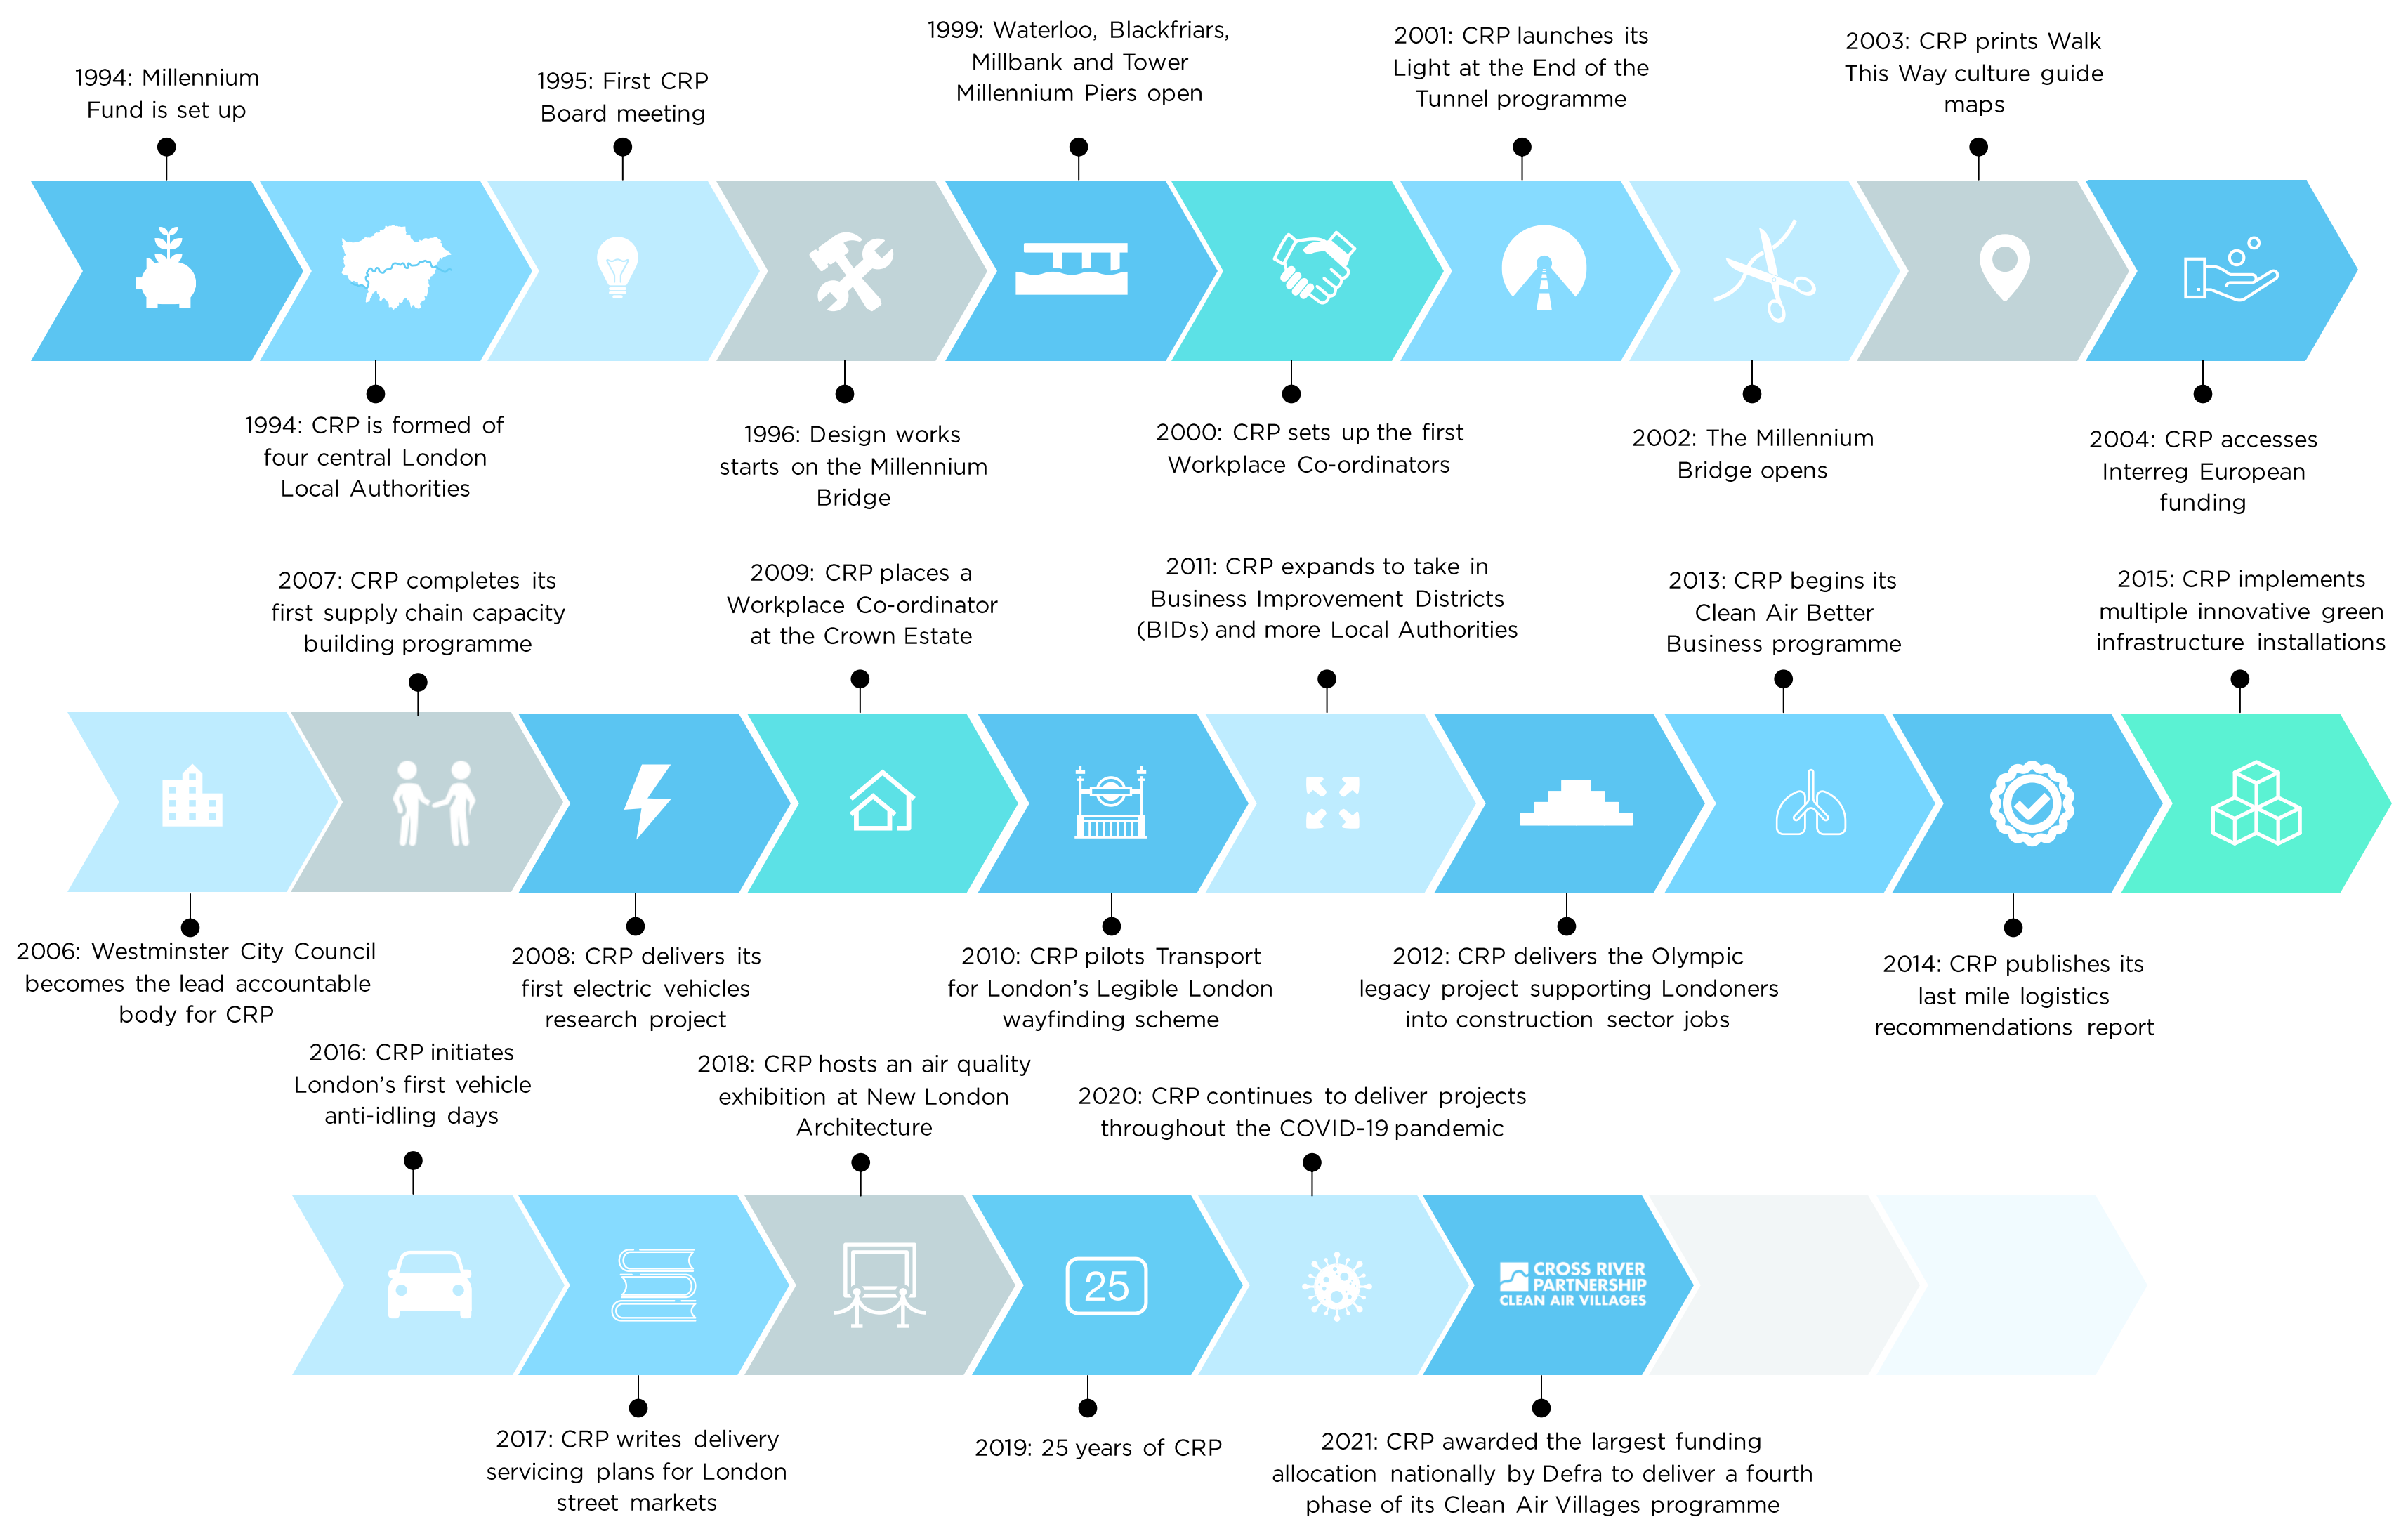 1994: Millennium
Fund is set up
1994: CRP is formed of
four central London
Local Authorities
1995: First CRP
Board meeting
1996: Design works
starts on the Millennium
Bridge
1999: Waterloo, Blackfriars,
Millbank and Tower
Millennium Piers open
2000: CRP sets up the first
Workplace Co-ordinators
2001: CRP launches its
Light at the End of the
Tunnel programme
2002: The Millennium
Bridge opens
2003: CRP prints Walk
This Way culture guide
maps
2004: CRP accesses
Interreg European
funding
2006: Westminster City Council
becomes the lead accountable
body for CRP
2007: CRP completes its
first supply chain capacity
building programme
2008: CRP delivers its
first electric vehicles
research project
2009: CRP places a
Workplace Co-ordinator
at the Crown Estate
2010: CRP pilots Transport
for London's Legible London
wayfinding scheme
2011: CRP expands to take in
Business Improvement Districts
(BIDs) and more Local Authorities
2012: CRP delivers the Olympic
legacy project supporting Londoners
into construction sector jobs
2013: CRP begins its
Clean Air Better
Business programme
2014: CRP publishes its
last mile logistics
recommendations report
2015: CRP implements
multiple innovative green
infrastructure installations
2016: CRP initiates
London's first vehicle
anti-idling days
2017: CRP writes delivery
servicing plans for London
street markets
2018: CRP hosts an air quality
exhibition at New London
Architecture
25
2019: 25 years of CRP
2020: CRP continues to deliver projects
throughout the COVID-19 pandemic
CROSS RIVER
PARTNERSHIP
CLEAN AIR VILLAGES
2021: CRP awarded the largest funding
allocation nationally by Defra to deliver a fourth
phase of its Clean Air Villages programme